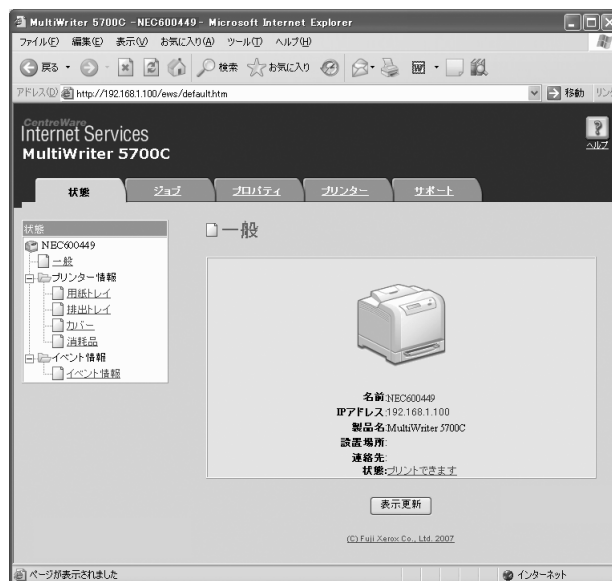 MultiWriter 5700C -NEC600449- Microsoft Internet Explorer
ファイル(F) 編集(E) 表示(V) お気に入り(A) ツール(T) ヘルプ(H)
戻る 検索 お気に入り
アドレス(D) http://192.168.1.100/ews/default.htm 移動 リン
CentreWare
Internet Services
MultiWriter 5700C
ヘルプ
状態 ジョブ プロパティ プリンター サポート
状態
NEC600449
一般
プリンター情報
用紙トレイ
排出トレイ
カバー
消耗品
イベント情報
イベント情報
一般
名前:NEC600449
IPアドレス:192.168.1.100
製品名:MultiWriter 5700C
設置場所:
連絡先:
状態:プリントできます
表示更新
(C) Fuji Xerox Co., Ltd. 2007
ページが表示されました インターネット